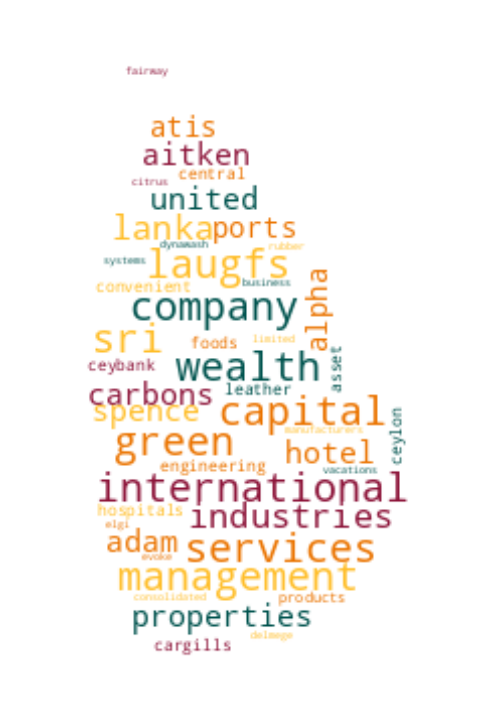 fairway
atis
aitken
central
citrus
united
lanka ports
dynawash rubber
systems laugfs
convenient business
company alpha
sri foods limited
ceybank wealth asset
carbons leather
spence capital ceylon
manufacturers
green hotel
engineering vacations
international
hospitals industries
elgi
adam services
evoke
management
consolidated products
properties
delmege
cargills